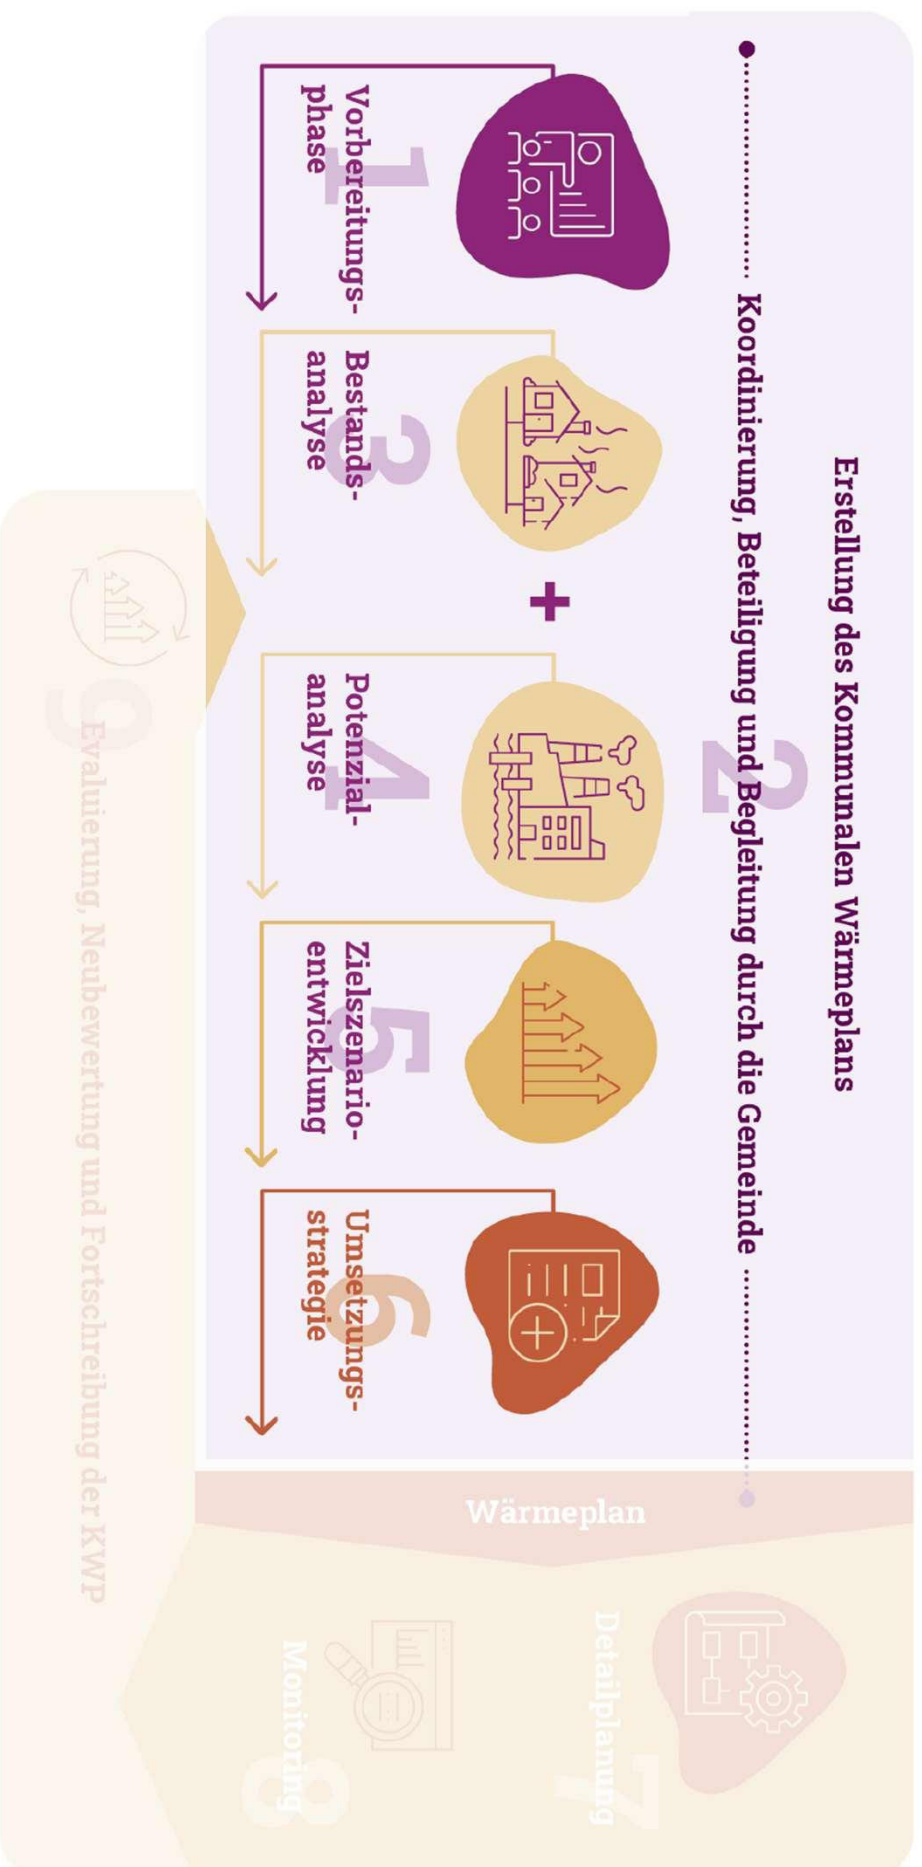 Erstellung des Kommunalen Wärmeplans
2
Koordinierung, Beteiligung und Begleitung durch die Gemeinde
1
Vorbereitungs-
phase
3
Bestands-
analyse
+
4
Potenzial-
analyse
5
Zielszenario-
entwicklung
6
Umsetzungs-
strategie
Wärmeplan
7
Detailplanung
8
Monitoring
9
Evaluierung, Neubewertung und Fortschreibung der KWP